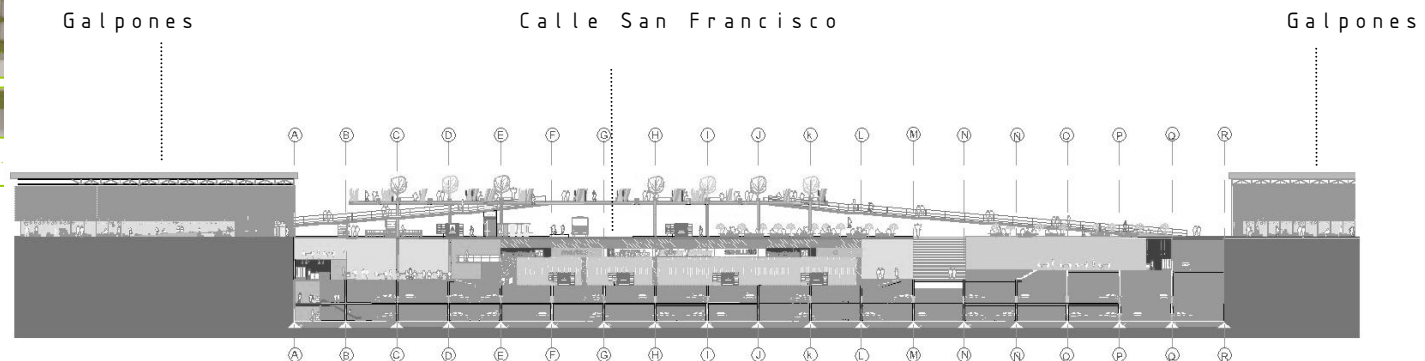 Galpones Calle San Francisco Galpones
A B C D E F G H I J K L M N Ñ O P Q R
A B C D E F G H I J K L M N Ñ O P Q R